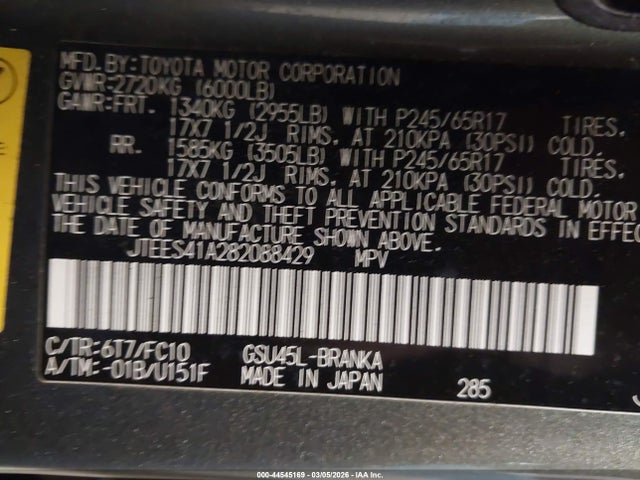 MFD. BY:TOYOTA MOTOR CORPORATION
GVWR:2720KG (6000LB)
GAWR:FRT. 1340KG (2955LB) WITH P245/65R17 TIRES,
17X7 1/2J RIMS, AT 210KPA (30PSI) COLD.
RR. 1585KG (3505LB) WITH P245/65R17 TIRES,
17X7 1/2J RIMS, AT 210KPA (30PSI) COLD.
THIS VEHICLE CONFORMS TO ALL APPLICABLE FEDERAL MOTOR
VEHICLE SAFETY AND THEFT PREVENTION STANDARDS IN EFFEC
THE DATE OF MANUFACTURE SHOWN ABOVE.
JTEES41A282088429 MPV
C/TR:6T7/FC10 GSU45L-BRANKA
A/TM:-01B/U151F MADE IN JAPAN 285
000-44545169 - 03/05/2026 - IAA Inc.